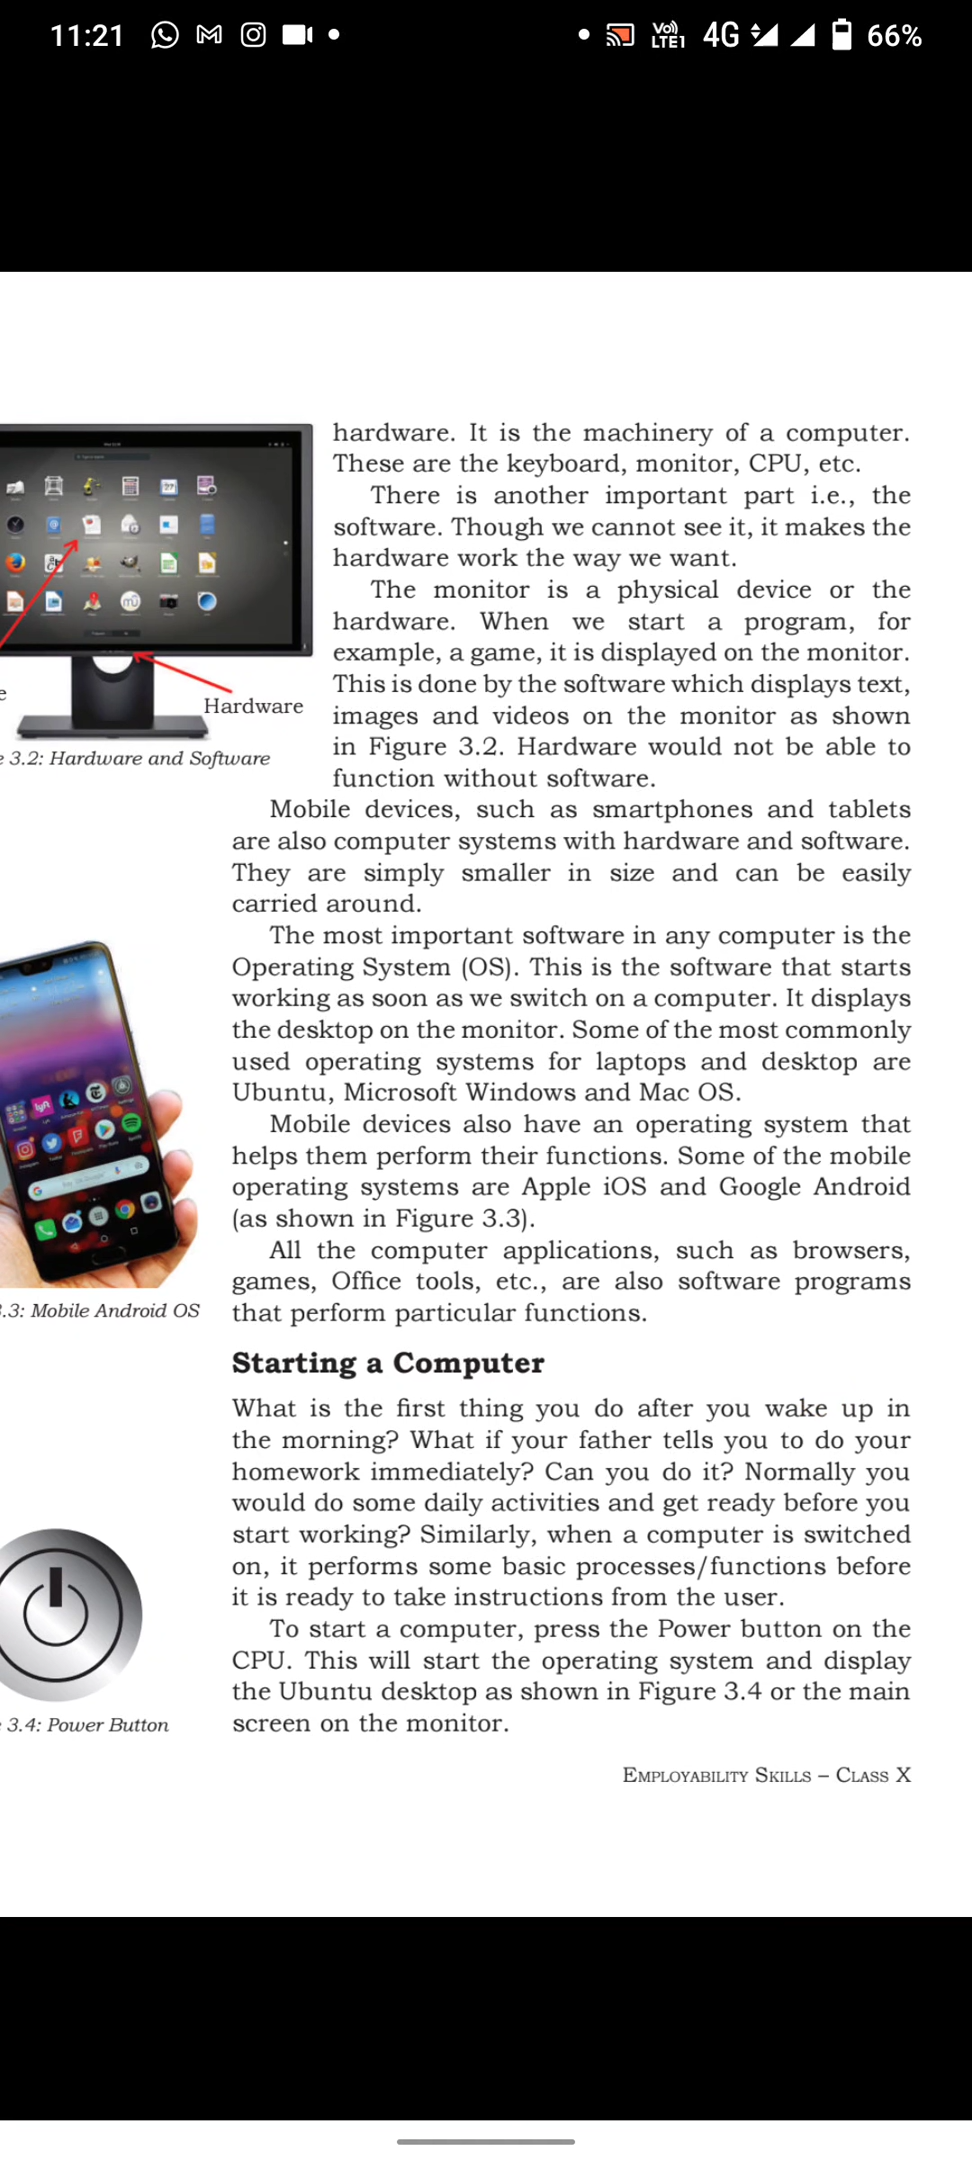 11:21
Vo)) LTE1 4G 66%
hardware. It is the machinery of a computer.
These are the keyboard, monitor, CPU, etc.
There is another important part i.e., the
software. Though we cannot see it, it makes the
hardware work the way we want.
The monitor is a physical device or the
hardware. When we start a program, for
example, a game, it is displayed on the monitor.
This is done by the software which displays text,
images and videos on the monitor as shown
in Figure 3.2. Hardware would not be able to
function without software.
e
Hardware
e 3.2: Hardware and Software
Mobile devices, such as smartphones and tablets
are also computer systems with hardware and software.
They are simply smaller in size and can be easily
carried around.
The most important software in any computer is the
Operating System (OS). This is the software that starts
working as soon as we switch on a computer. It displays
the desktop on the monitor. Some of the most commonly
used operating systems for laptops and desktop are
Ubuntu, Microsoft Windows and Mac OS.
Mobile devices also have an operating system that
helps them perform their functions. Some of the mobile
operating systems are Apple iOS and Google Android
(as shown in Figure 3.3).
All the computer applications, such as browsers,
games, Office tools, etc., are also software programs
that perform particular functions.
3.3: Mobile Android OS
Starting a Computer
What is the first thing you do after you wake up in
the morning? What if your father tells you to do your
homework immediately? Can you do it? Normally you
would do some daily activities and get ready before you
start working? Similarly, when a computer is switched
on, it performs some basic processes/functions before
it is ready to take instructions from the user.
To start a computer, press the Power button on the
CPU. This will start the operating system and display
the Ubuntu desktop as shown in Figure 3.4 or the main
screen on the monitor.
e 3.4: Power Button
EMPLOYABILITY SKILLS – CLASS X